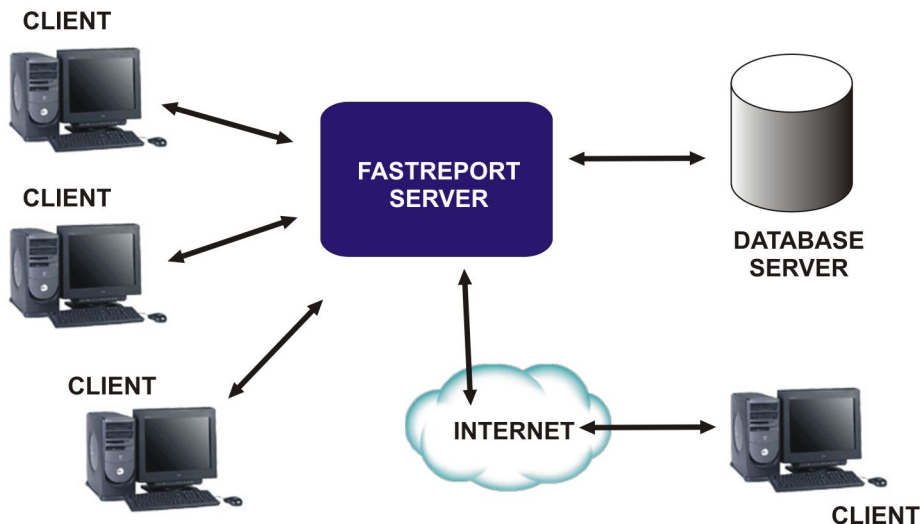 CLIENT
FASTREPORT
SERVER
CLIENT
DATABASE
SERVER
CLIENT
INTERNET
CLIENT